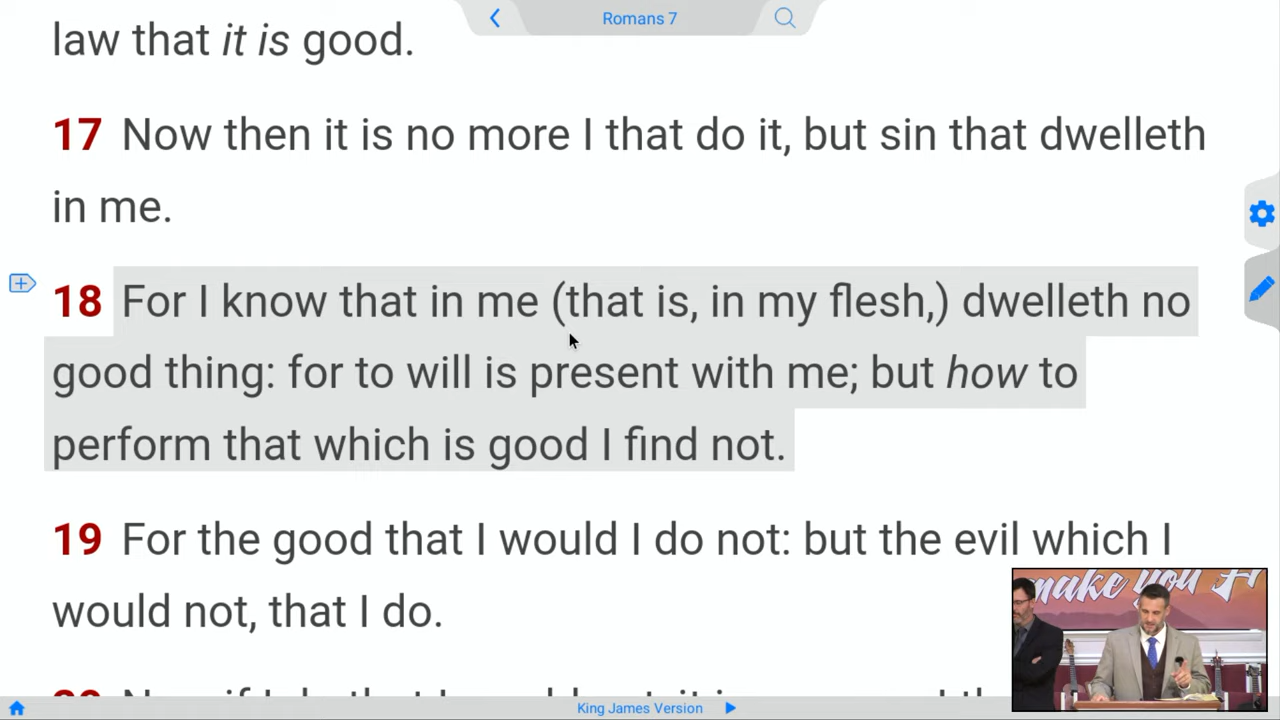 Romans 7
law that it is good.
17 Now then it is no more I that do it, but sin that dwelleth
in me.
18 For I know that in me (that is, in my flesh,) dwelleth no
good thing: for to will is present with me; but how to
perform that which is good I find not.
19 For the good that I would I do not: but the evil which I
would not, that I do.
make you
King James Version